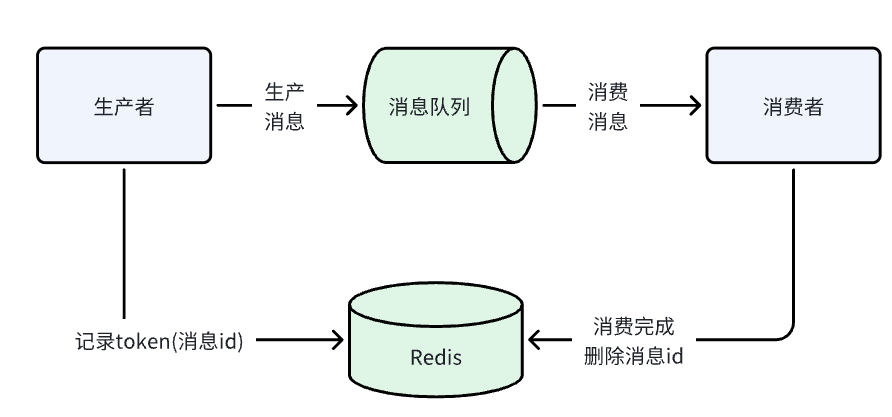 生产者
生产
消息
消息队列
消费
消息
消费者
记录token(消息id)
Redis
消费完成
删除消息id